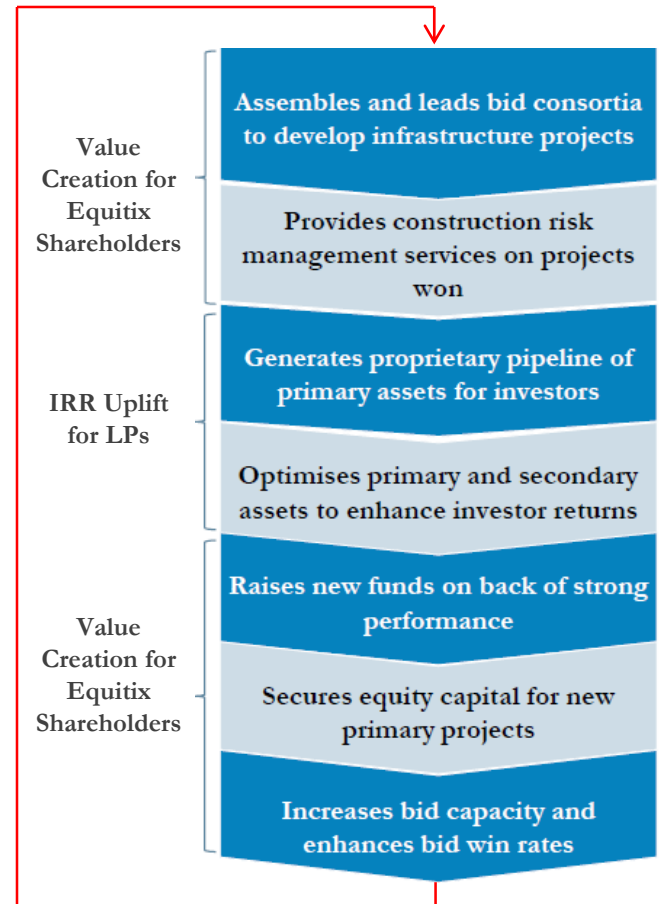 Assembles and leads bid consortia
to develop infrastructure projects
Value
Creation for
Equitix
Shareholders
Provides construction risk
management services on projects
won
Generates proprietary pipeline of
primary assets for investors
IRR Uplift
for LPs
Optimises primary and secondary
assets to enhance investor returns
Raises new funds on back of strong
performance
Value
Creation for
Equitix
Shareholders
Secures equity capital for new
primary projects
Increases bid capacity and
enhances bid win rates